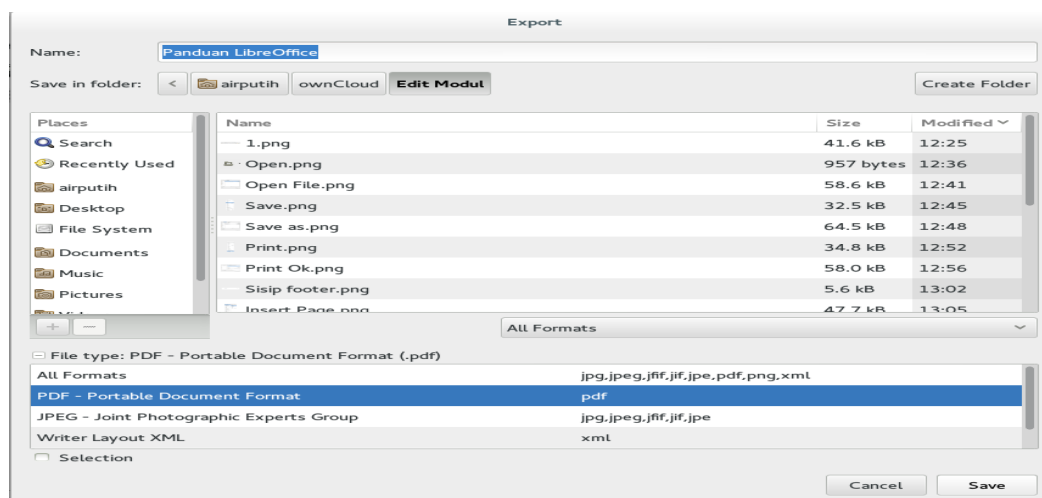 Export
Name: Panduan LibreOffice
Save in folder: < airputih ownCloud Edit Modul Create Folder
Places
Search
Recently Used
airputih
Desktop
File System
Documents
Music
Pictures
Name Size Modified
1.png 41.6 kB 12:25
Open.png 957 bytes 12:36
Open File.png 58.6 kB 12:41
Save.png 32.5 kB 12:45
Save as.png 64.5 kB 12:48
Print.png 34.8 kB 12:52
Print Ok.png 58.0 kB 12:56
Sisip footer.png 5.6 kB 13:02
Insert Page.png 47.7 kB 13:05
All Formats
File type: PDF - Portable Document Format (.pdf)
All Formats jpg,jpeg,jfif,jif,jpe,pdf,png,xml
PDF - Portable Document Format pdf
JPEG - Joint Photographic Experts Group jpg,jpeg,jfif,jif,jpe
Writer Layout XML xml
Selection
Cancel Save